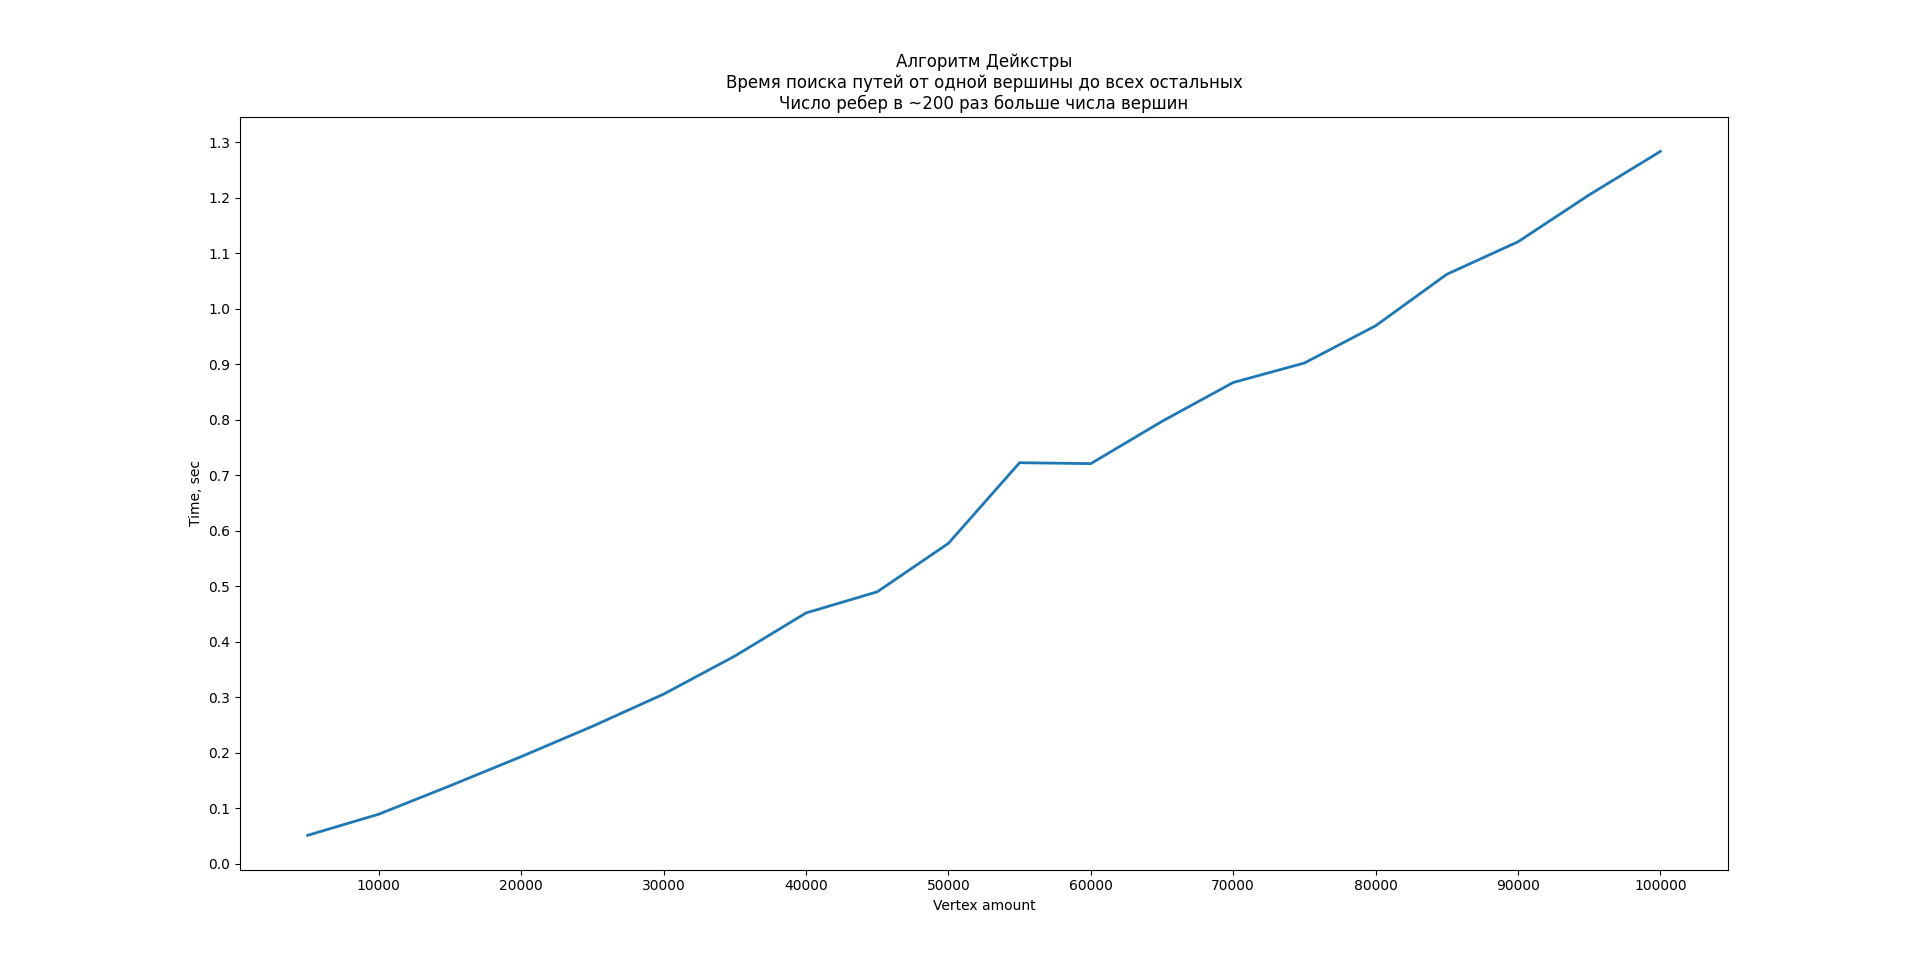 Алгоритм Дейкстры
Время поиска путей от одной вершины до всех остальных
Число ребер в ~200 раз больше числа вершин
1.3
1.2
1.1
1.0
0.9
0.8
0.7
0.6
0.5
0.4
0.3
0.2
0.1
0.0
Time, sec
10000 20000 30000 40000 50000 60000 70000 80000 90000 100000
Vertex amount